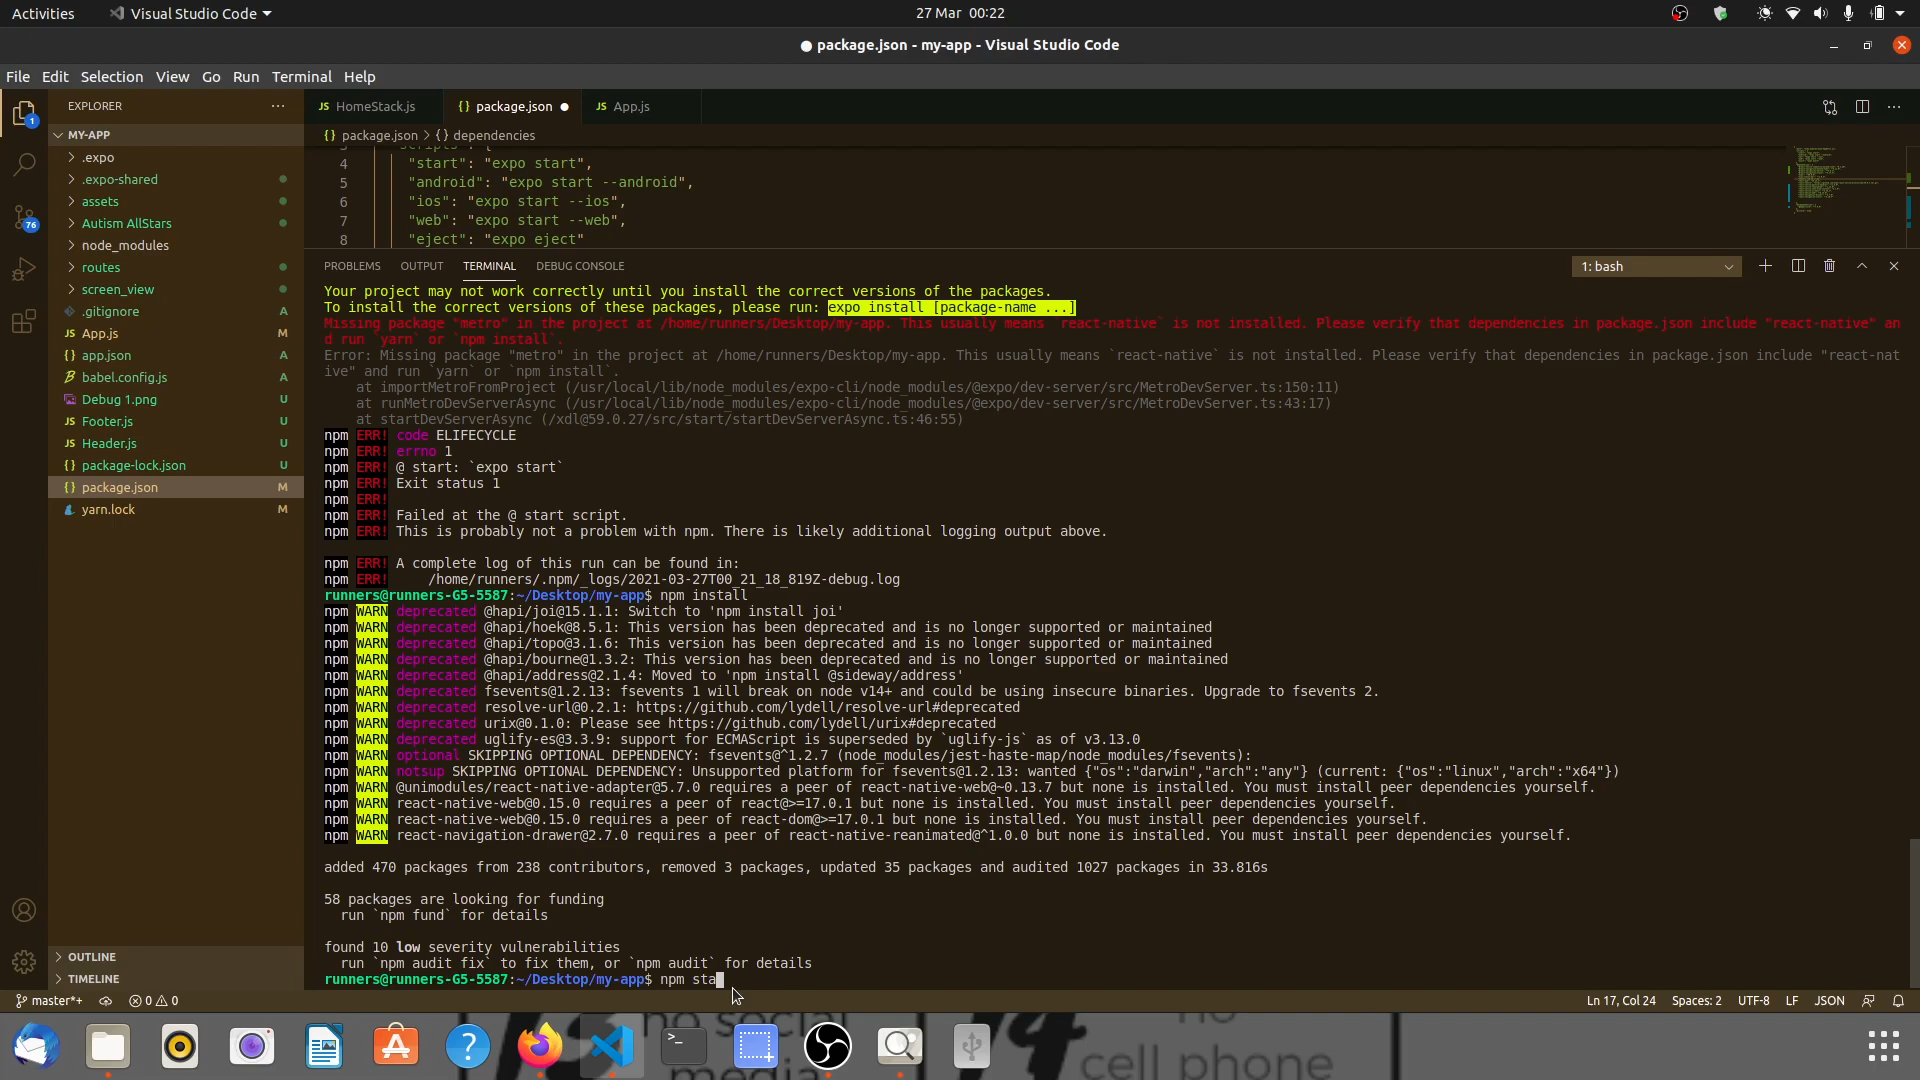 Activities
Visual Studio Code
27 Mar 00:22
package.json - my-app - Visual Studio Code
File Edit Selection View Go Run Terminal Help
EXPLORER
JS HomeStack.js
{} package.json
JS App.js
{} package.json > {} dependencies
MY-APP
.expo
.expo-shared
assets
Autism AllStars
node_modules
routes
screen_view
.gitignore A
JS App.js M
{} app.json A
babel.config.js A
Debug 1.png U
JS Footer.js U
JS Header.js U
{} package-lock.json U
{} package.json M
yarn.lock M
OUTLINE
TIMELINE
1
76
4 "start": "expo start",
5 "android": "expo start --android",
6 "ios": "expo start --ios",
7 "web": "expo start --web",
8 "eject": "expo eject"
PROBLEMS OUTPUT TERMINAL DEBUG CONSOLE
1: bash
Your project may not work correctly until you install the correct versions of the packages.
To install the correct versions of these packages, please run: expo install [package-name ...]
Missing package "metro" in the project at /home/runners/Desktop/my-app. This usually means `react-native` is not installed. Please verify that dependencies in package.json include "react-native" an
d run `yarn` or `npm install`.
Error: Missing package "metro" in the project at /home/runners/Desktop/my-app. This usually means `react-native` is not installed. Please verify that dependencies in package.json include "react-nat
ive" and run `yarn` or `npm install`.
at importMetroFromProject (/usr/local/lib/node_modules/expo-cli/node_modules/@expo/dev-server/src/MetroDevServer.ts:150:11)
at runMetroDevServerAsync (/usr/local/lib/node_modules/expo-cli/node_modules/@expo/dev-server/src/MetroDevServer.ts:43:17)
at startDevServerAsync (/xdl@59.0.27/src/start/startDevServerAsync.ts:46:55)
npm ERR! code ELIFECYCLE
npm ERR! errno 1
npm ERR! @ start: `expo start`
npm ERR! Exit status 1
npm ERR!
npm ERR! Failed at the @ start script.
npm ERR! This is probably not a problem with npm. There is likely additional logging output above.
npm ERR! A complete log of this run can be found in:
npm ERR! /home/runners/.npm/_logs/2021-03-27T00_21_18_819Z-debug.log
runners@runners-G5-5587:~/Desktop/my-app$ npm install
npm WARN deprecated @hapi/joi@15.1.1: Switch to 'npm install joi'
npm WARN deprecated @hapi/hoek@8.5.1: This version has been deprecated and is no longer supported or maintained
npm WARN deprecated @hapi/topo@3.1.6: This version has been deprecated and is no longer supported or maintained
npm WARN deprecated @hapi/bourne@1.3.2: This version has been deprecated and is no longer supported or maintained
npm WARN deprecated @hapi/address@2.1.4: Moved to 'npm install @sideway/address'
npm WARN deprecated fsevents@1.2.13: fsevents 1 will break on node v14+ and could be using insecure binaries. Upgrade to fsevents 2.
npm WARN deprecated resolve-url@0.2.1: https://github.com/lydell/resolve-url#deprecated
npm WARN deprecated urix@0.1.0: Please see https://github.com/lydell/urix#deprecated
npm WARN deprecated uglify-es@3.3.9: support for ECMAScript is superseded by `uglify-js` as of v3.13.0
npm WARN optional SKIPPING OPTIONAL DEPENDENCY: fsevents@^1.2.7 (node_modules/jest-haste-map/node_modules/fsevents):
npm WARN notsup SKIPPING OPTIONAL DEPENDENCY: Unsupported platform for fsevents@1.2.13: wanted {"os":"darwin","arch":"any"} (current: {"os":"linux","arch":"x64"})
npm WARN @unimodules/react-native-adapter@5.7.0 requires a peer of react-native-web@~0.13.7 but none is installed. You must install peer dependencies yourself.
npm WARN react-native-web@0.15.0 requires a peer of react@>=17.0.1 but none is installed. You must install peer dependencies yourself.
npm WARN react-native-web@0.15.0 requires a peer of react-dom@>=17.0.1 but none is installed. You must install peer dependencies yourself.
npm WARN react-navigation-drawer@2.7.0 requires a peer of react-native-reanimated@^1.0.0 but none is installed. You must install peer dependencies yourself.
added 470 packages from 238 contributors, removed 3 packages, updated 35 packages and audited 1027 packages in 33.816s
58 packages are looking for funding
run `npm fund` for details
found 10 low severity vulnerabilities
run `npm audit fix` to fix them, or `npm audit` for details
runners@runners-G5-5587:~/Desktop/my-app$ npm sta
master*+ 0 0
Ln 17, Col 24 Spaces: 2 UTF-8 LF JSON
no social
media
no
cell phone